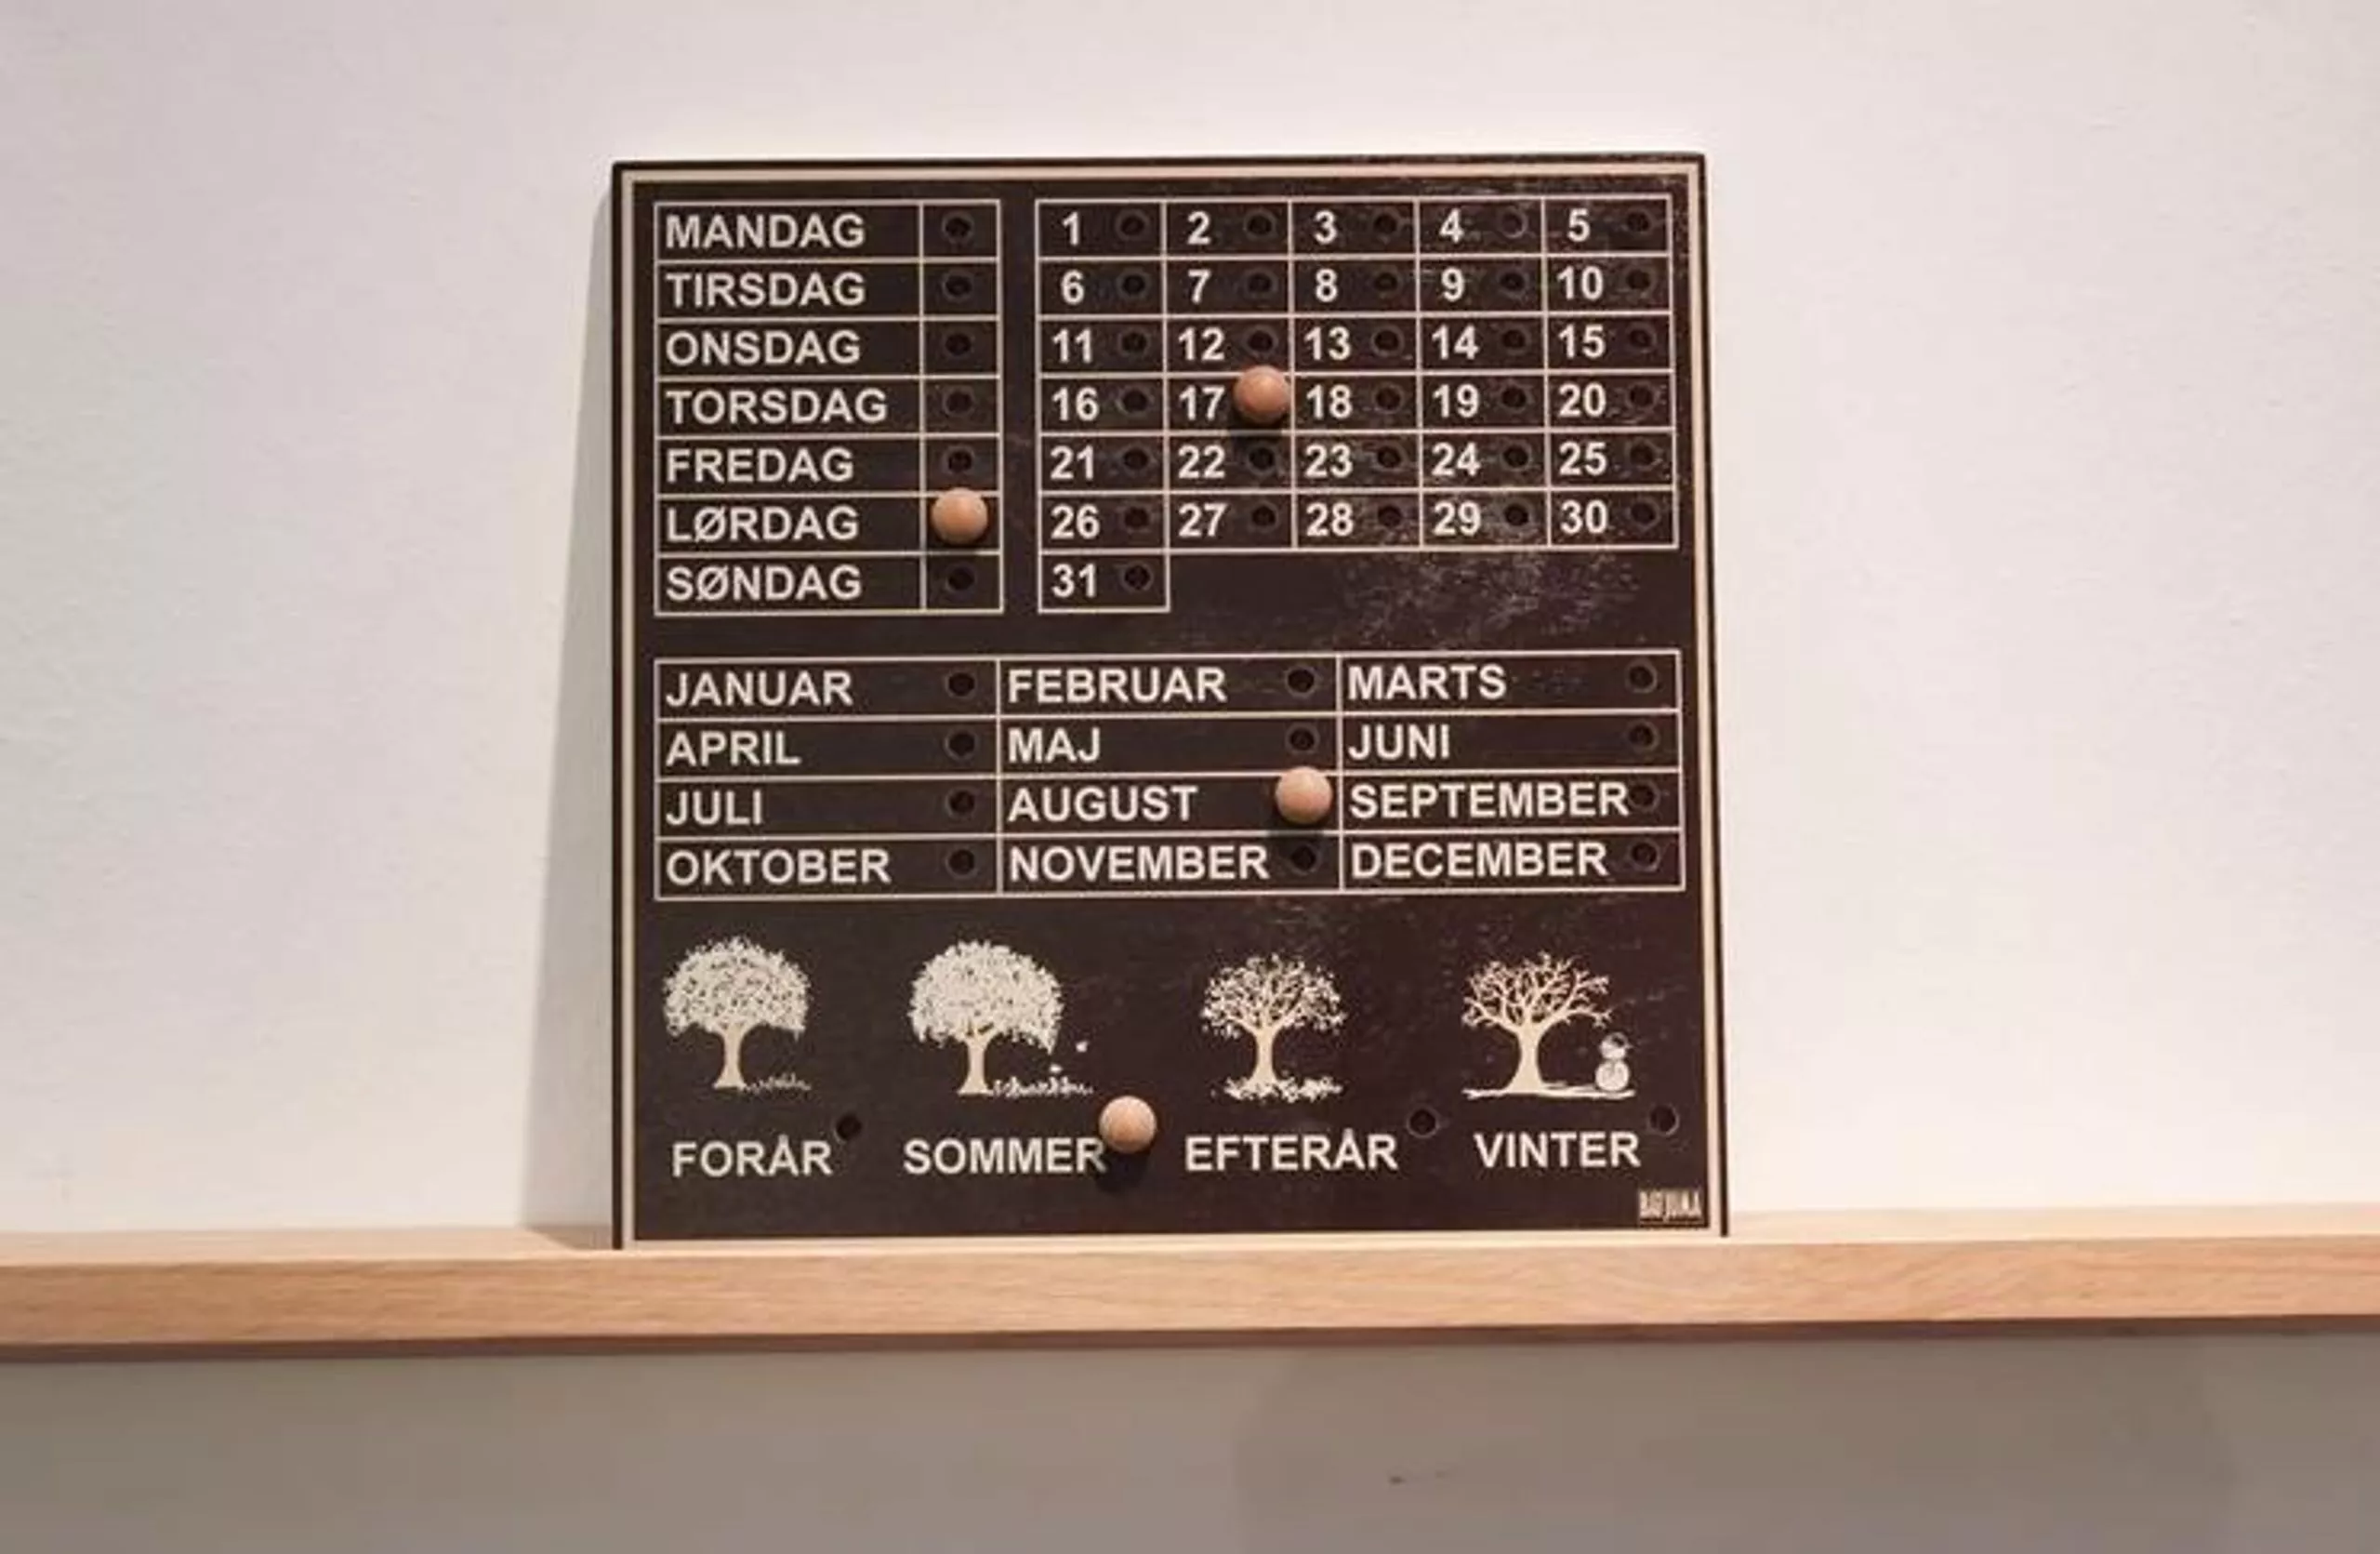 MANDAG
TIRSDAG
ONSDAG
TORSDAG
FREDAG
LØRDAG
SØNDAG
1 2 3 4 5
6 7 8 9 10
11 12 13 14 15
16 17 18 19 20
21 22 23 24 25
26 27 28 29 30
31
JANUAR FEBRUAR MARTS
APRIL MAJ JUNI
JULI AUGUST SEPTEMBER
OKTOBER NOVEMBER DECEMBER
FORÅR SOMMER EFTERÅR VINTER